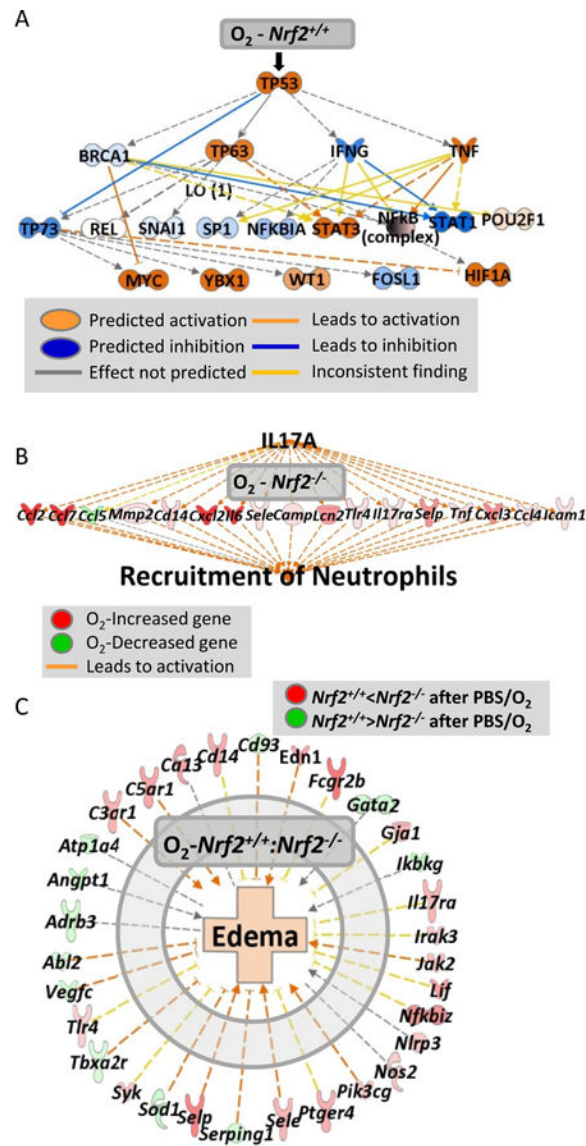 A
O2 - Nrf2+/+
TP53
BRCA1 TP63 IFNG TNF
LO (1)
TP73 REL SNAI1 SP1 NFKBIA STAT3 NFkB (complex) STAT1 POU2F1
MYC YBX1 WT1 FOSL1 HIF1A
Predicted activation Leads to activation
Predicted inhibition Leads to inhibition
Effect not predicted Inconsistent finding
IL17A
B
O2 - Nrf2-/-
Ccl2 Ccl7 Ccl5 Mmp2 Cd14 Cxcl2 Il6 Sele Camp Lcn2 Tlr4 Il17ra Selp Tnf Cxcl3 Ccl4 Icam1
Recruitment of Neutrophils
O2-Increased gene
O2-Decreased gene
Leads to activation
Nrf2+/+<Nrf2-/- after PBS/O2
Nrf2+/+>Nrf2-/- after PBS/O2
C
Cd93
Edn1
Fcgr2b
Gata2
Gja1
Ikbkg
Il17ra
Irak3
Jak2
Lif
Nfkbiz
Nlrp3
Nos2
Pik3cg
Ptger4
Sele
Serping1
Selp
Sod1
Syk
Tbxa2r
Tlr4
Vegfc
Abl2
Adrb3
Angpt1
Atp1a4
C3ar1
C5ar1
Ca13
Cd14
O2-Nrf2+/+:Nrf2-/-
Edema